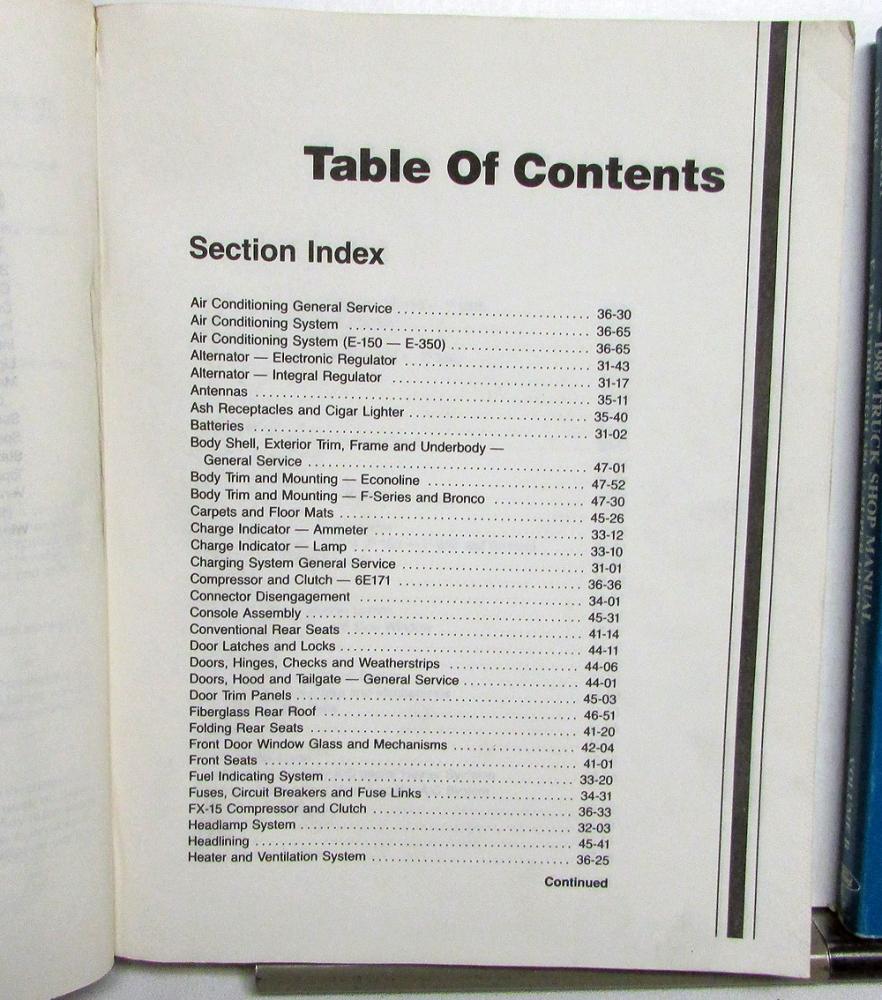 Table Of Contents
Section Index
Air Conditioning General Service ........................... 36-30
Air Conditioning System ................................... 36-65
Air Conditioning System (E-150 — E-350) .................... 36-65
Alternator — Electronic Regulator .......................... 31-43
Alternator — Integral Regulator ............................ 31-17
Antennas .................................................. 35-11
Ash Receptacles and Cigar Lighter .......................... 35-40
Batteries ................................................. 31-02
Body Shell, Exterior Trim, Frame and Underbody —
General Service ........................................... 47-01
Body Trim and Mounting — Econoline ......................... 47-52
Body Trim and Mounting — F-Series and Bronco ............... 47-30
Carpets and Floor Mats .................................... 45-26
Charge Indicator — Ammeter ................................ 33-12
Charge Indicator — Lamp ................................... 33-10
Charging System General Service ........................... 31-01
Compressor and Clutch — 6E171 ............................. 36-36
Connector Disengagement ................................... 34-01
Console Assembly .......................................... 45-31
Conventional Rear Seats ................................... 41-14
Door Latches and Locks .................................... 44-11
Doors, Hinges, Checks and Weatherstrips .................... 44-06
Doors, Hood and Tailgate — General Service ................. 44-01
Door Trim Panels .......................................... 45-03
Fiberglass Rear Roof ...................................... 46-51
Folding Rear Seats ........................................ 41-20
Front Door Window Glass and Mechanisms ..................... 42-04
Front Seats ............................................... 41-01
Fuel Indicating System .................................... 33-20
Fuses, Circuit Breakers and Fuse Links ..................... 34-31
FX-15 Compressor and Clutch ............................... 36-33
Headlamp System ........................................... 32-03
Headlining ................................................ 45-41
Heater and Ventilation System ............................. 36-25
Continued
1986 TRUCK SHOP MANUAL
VOLUME B